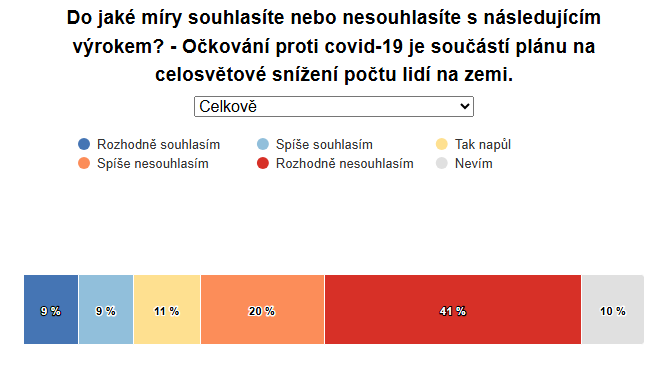 Do jaké míry souhlasíte nebo nesouhlasíte s následujícím
výrokem? - Očkování proti covid-19 je součástí plánu na
celosvětové snížení počtu lidí na zemi.
Celkově
Rozhodně souhlasím Spíše souhlasím Tak napůl
Spíše nesouhlasím Rozhodně nesouhlasím Nevím
9 % 9 % 11 % 20 % 41 % 10 %